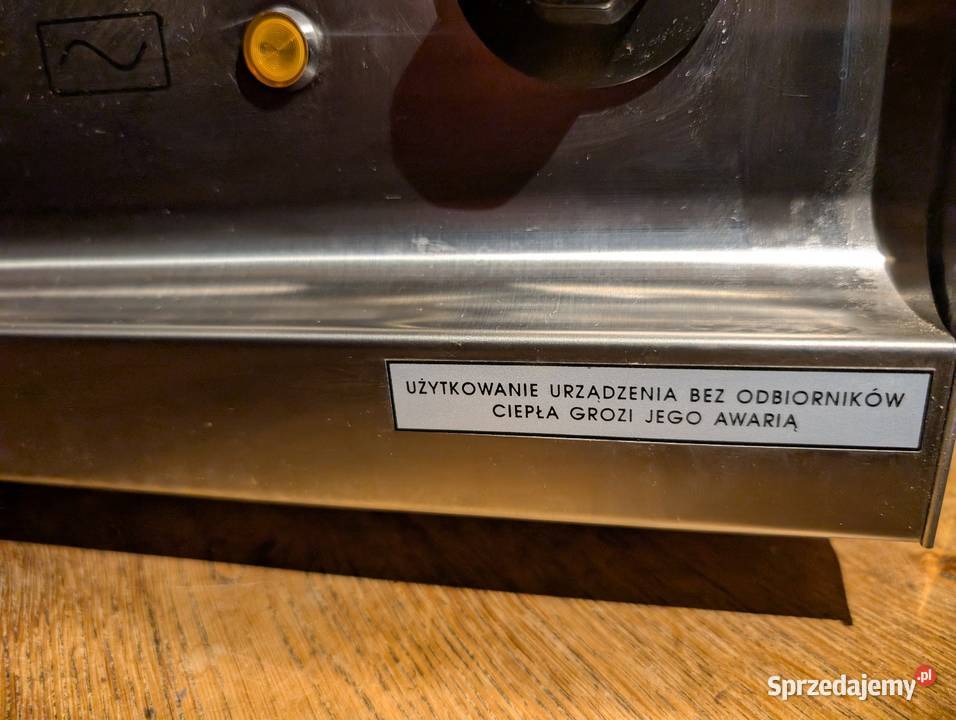 UŻYTKOWANIE URZĄDZENIA BEZ ODBIORNIKÓW
CIEPŁA GROZI JEGO AWARIĄ
Sprzedajemy.pl